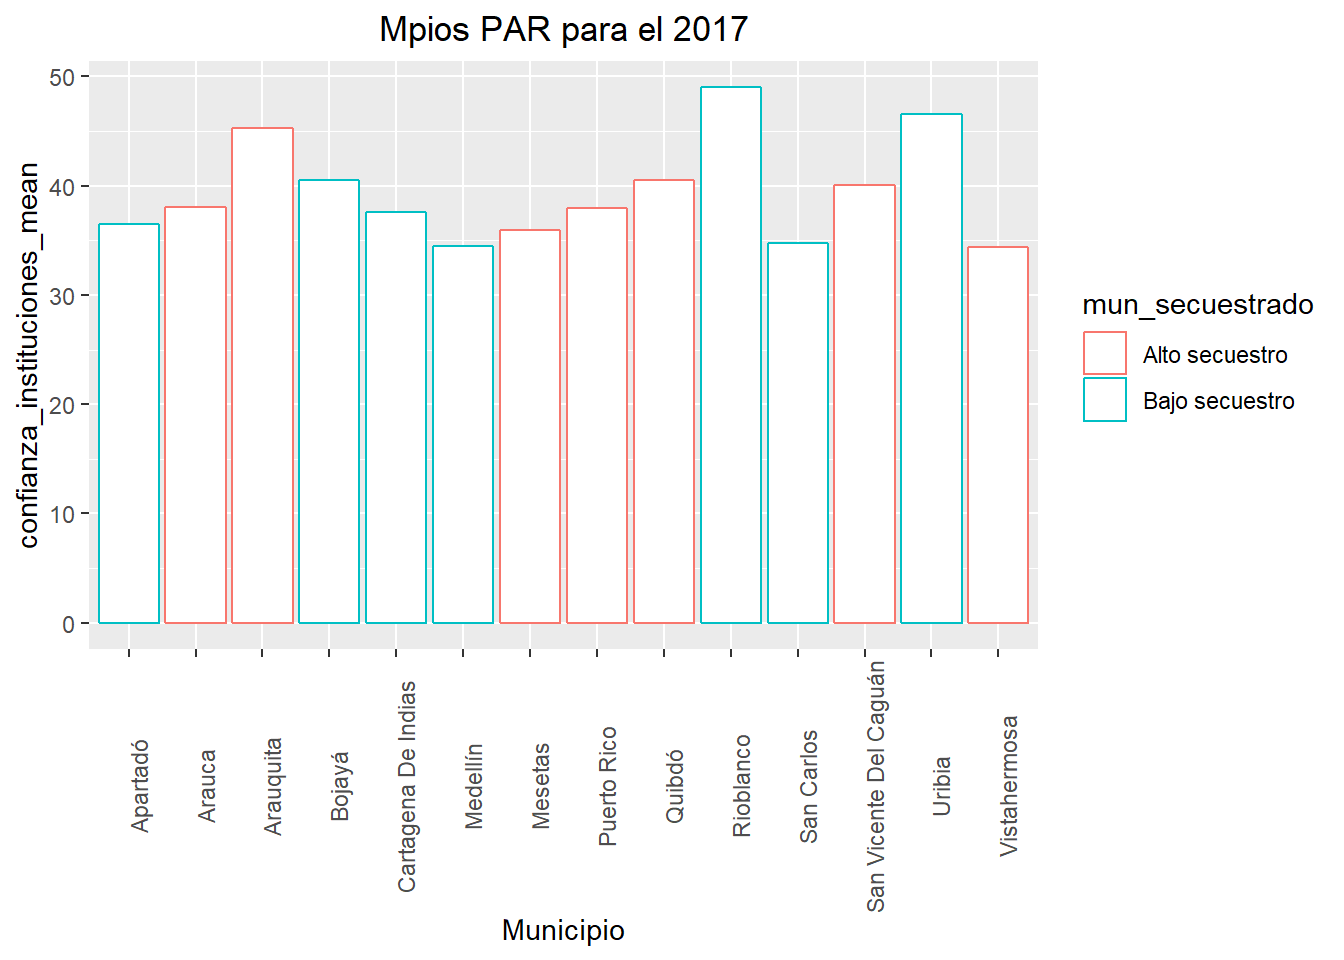 Mpios PAR para el 2017
confianza_instituciones_mean
50
40
30
20
10
0
Apartadó
Arauca
Arauquita
Bojayá
Cartagena De Indias
Medellín
Mesetas
Puerto Rico
Quibdó
Rioblanco
San Carlos
San Vicente Del Caguán
Uribia
Vistahermosa
Municipio
mun_secuestrado
Alto secuestro
Bajo secuestro